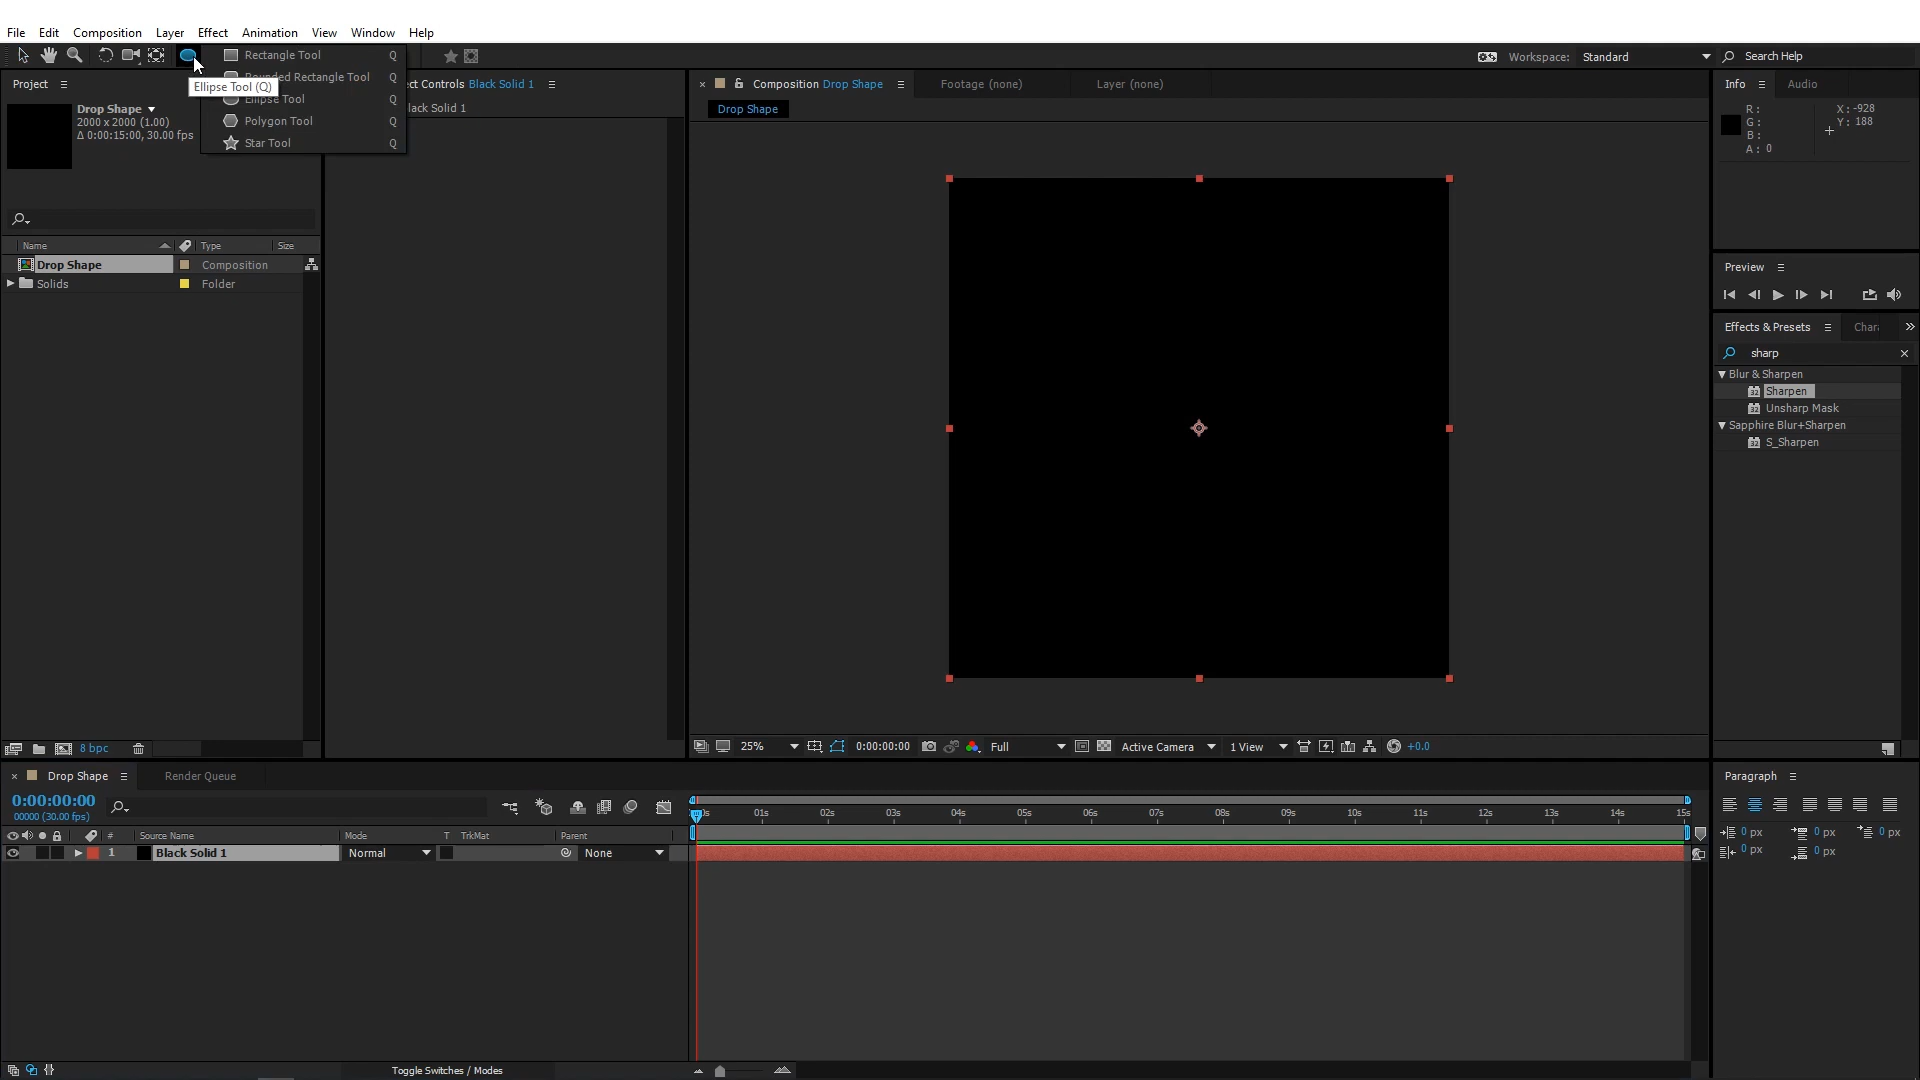 File Edit Composition Layer Effect Animation View Window Help
Workspace: Standard Search Help
Rectangle Tool Q
Rounded Rectangle Tool Q
Ellipse Tool (Q)
Ellipse Tool Q
Polygon Tool Q
Star Tool Q
Project
Drop Shape
2000 x 2000 (1.00)
Δ 0:00:15:00, 30.00 fps
Name Type Size
Drop Shape Composition
Solids Folder
8 bpc
ect Controls Black Solid 1
lack Solid 1
Composition Drop Shape Footage (none) Layer (none)
Drop Shape
25% 0:00:00:00 Full Active Camera 1 View +0.0
Info Audio
R: X: -928
G: Y: 188
B:
A: 0
Preview
Effects & Presets Chara
sharp
Blur & Sharpen
32 Sharpen
32 Unsharp Mask
Sapphire Blur+Sharpen
32 S_Sharpen
Drop Shape Render Queue
0:00:00:00
00000 (30.00 fps)
# Source Name Mode T TrkMat Parent
1 Black Solid 1 Normal None
0s 01s 02s 03s 04s 05s 06s 07s 08s 09s 10s 11s 12s 13s 14s 15s
Toggle Switches / Modes
Paragraph
0 px 0 px 0 px
0 px 0 px